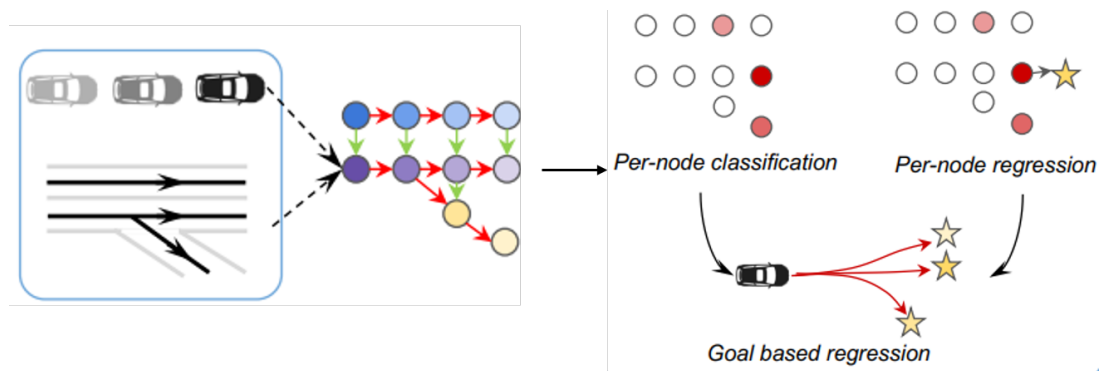 Per-node classification
Per-node regression
Goal based regression